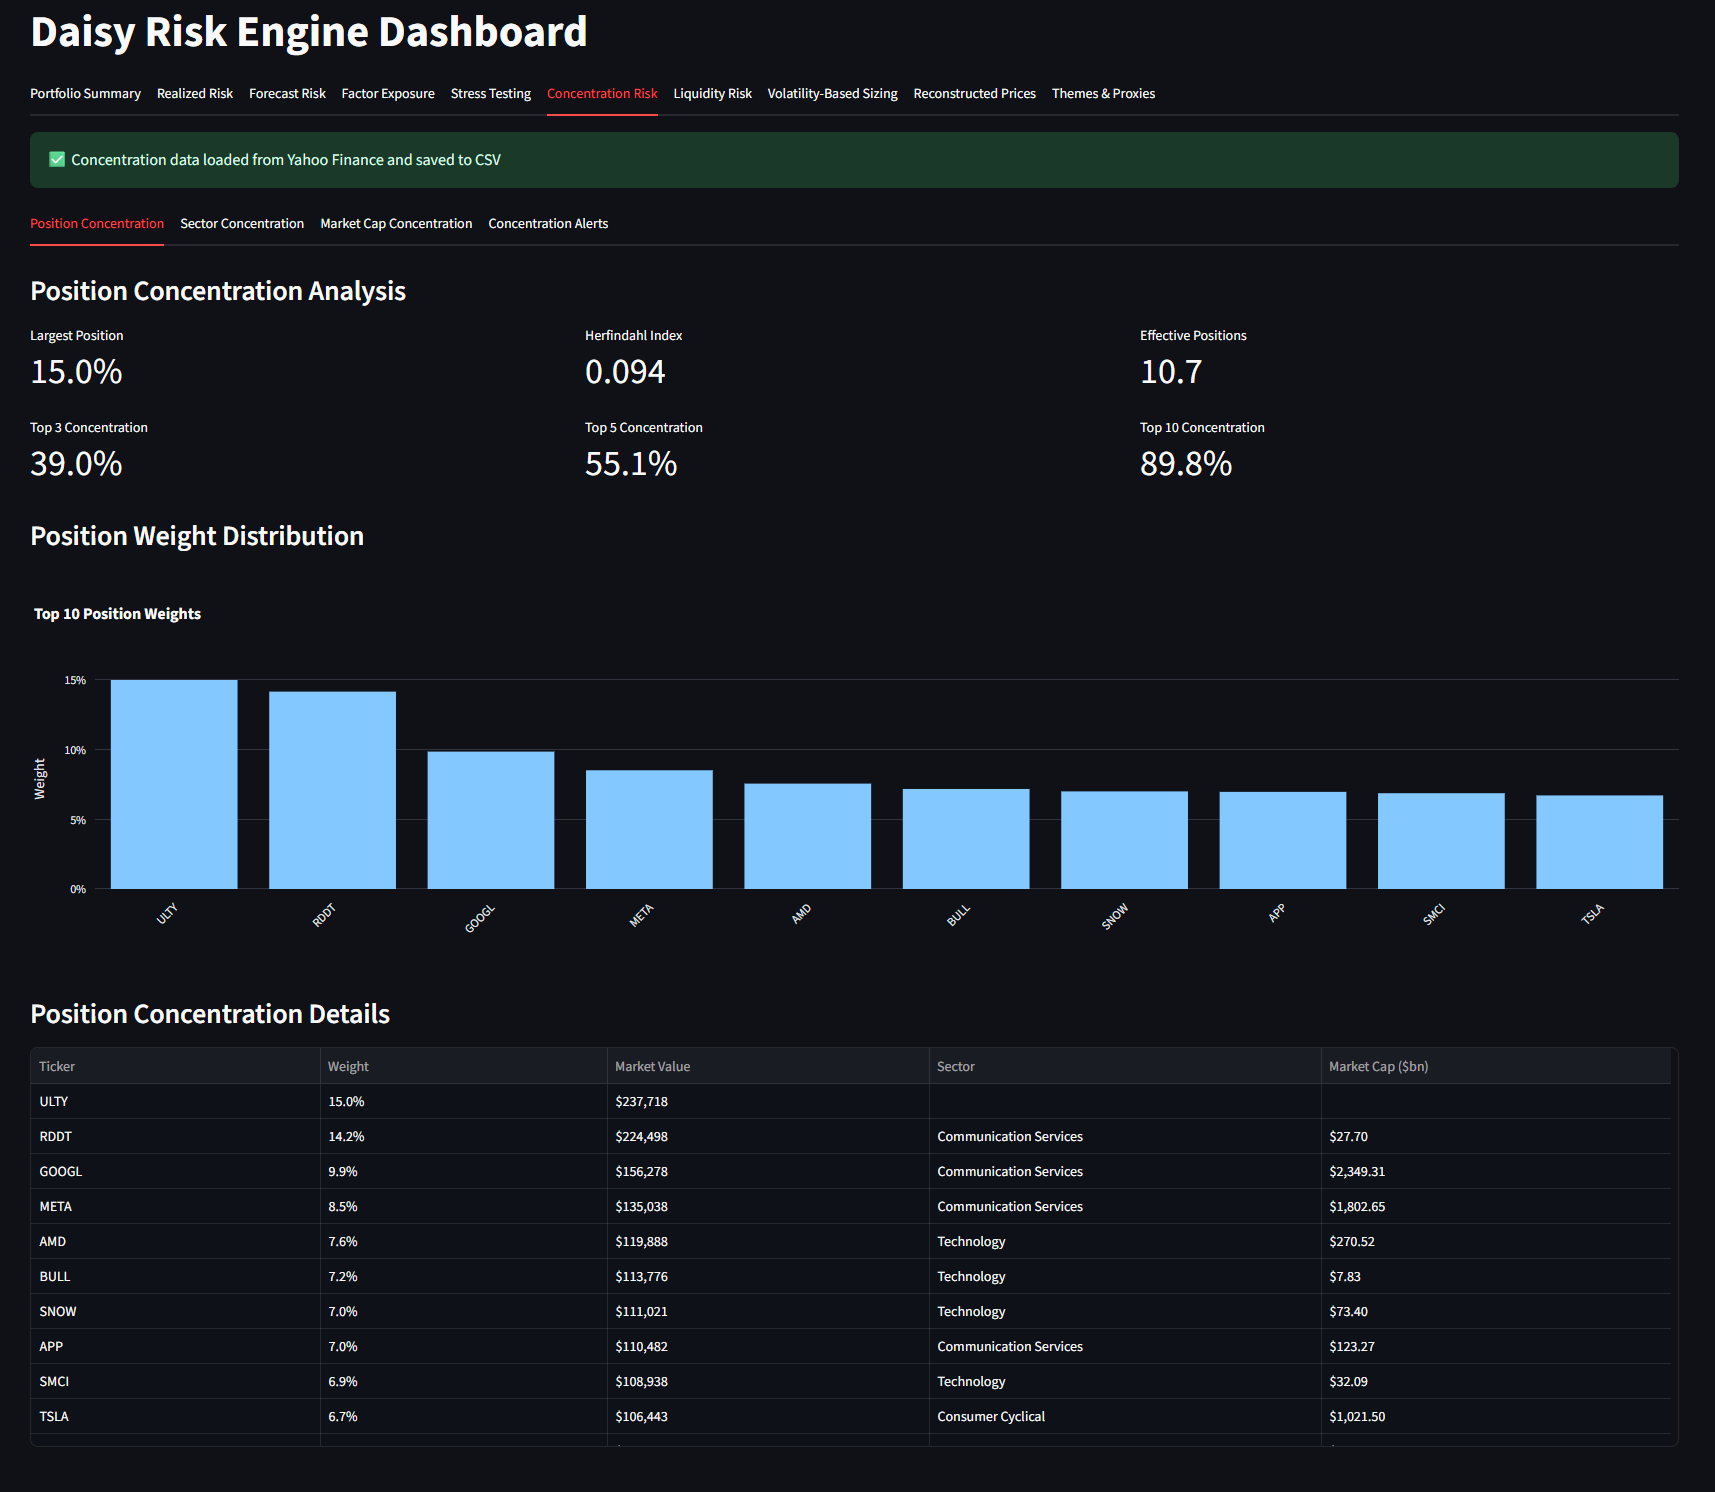 Daisy Risk Engine Dashboard
Portfolio Summary Realized Risk Forecast Risk Factor Exposure Stress Testing Concentration Risk Liquidity Risk Volatility-Based Sizing Reconstructed Prices Themes & Proxies
✅ Concentration data loaded from Yahoo Finance and saved to CSV
Position Concentration Sector Concentration Market Cap Concentration Concentration Alerts
Position Concentration Analysis
Largest Position Herfindahl Index Effective Positions
15.0% 0.094 10.7
Top 3 Concentration Top 5 Concentration Top 10 Concentration
39.0% 55.1% 89.8%
Position Weight Distribution
Top 10 Position Weights
15%
10%
5%
0%
Weight
ULTY RDDT GOOGL META AMD BULL SNOW APP SMCI TSLA
Position Concentration Details
Ticker Weight Market Value Sector Market Cap ($bn)
ULTY 15.0% $237,718
RDDT 14.2% $224,498 Communication Services $27.70
GOOGL 9.9% $156,278 Communication Services $2,349.31
META 8.5% $135,038 Communication Services $1,802.65
AMD 7.6% $119,888 Technology $270.52
BULL 7.2% $113,776 Technology $7.83
SNOW 7.0% $111,021 Technology $73.40
APP 7.0% $110,482 Communication Services $123.27
SMCI 6.9% $108,938 Technology $32.09
TSLA 6.7% $106,443 Consumer Cyclical $1,021.50